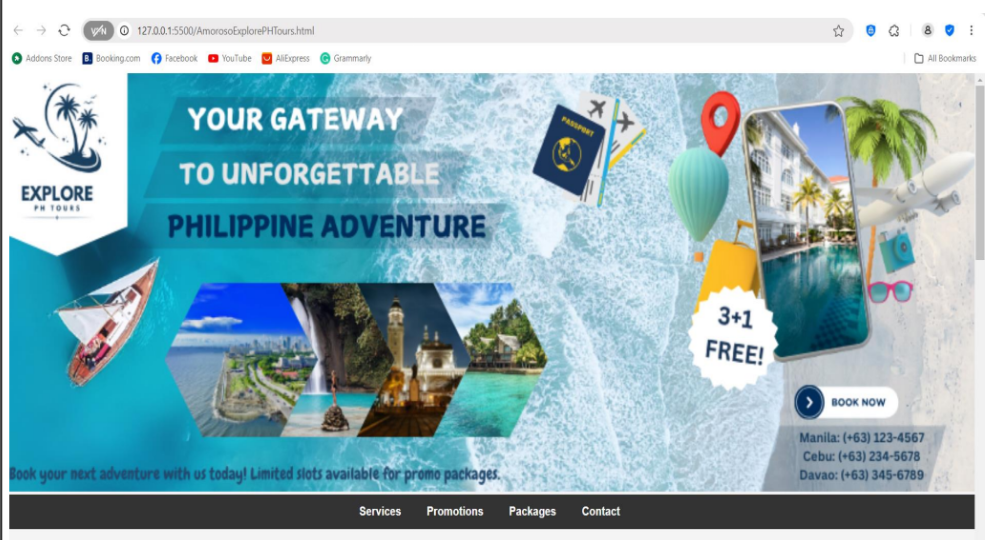 127.0.0.1:5500/AmorosoExplorePHTours.html
Addons Store Booking.com Facebook YouTube AliExpress Grammarly All Bookmarks
EXPLORE
PH TOURS
YOUR GATEWAY
TO UNFORGETTABLE
PHILIPPINE ADVENTURE
PASSPORT
3+1
FREE!
BOOK NOW
Manila: (+63) 123-4567
Cebu: (+63) 234-5678
Davao: (+63) 345-6789
Book your next adventure with us today! Limited slots available for promo packages.
Services Promotions Packages Contact